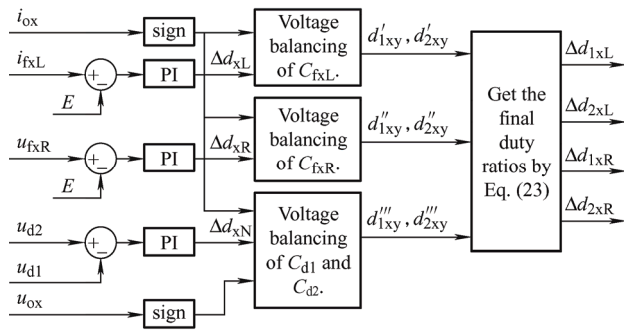 i_ox
sign
Voltage
balancing
of C_fxL.
d'_1xy , d'_2xy
i_fxL
+
−
PI
Δd_xL
E
Voltage
balancing
of C_fxR.
d''_1xy , d''_2xy
u_fxR
+
−
PI
Δd_xR
E
Voltage
balancing
of C_d1 and
C_d2.
d'''_1xy , d'''_2xy
u_d2
+
−
PI
Δd_xN
u_d1
u_ox
sign
Get the
final
duty
ratios by
Eq. (23)
Δd_1xL
Δd_2xL
Δd_1xR
Δd_2xR